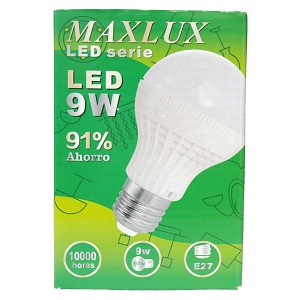 MAXLUX
LED serie
LED
9W
91%
Ahorro
10000
horas
9w
E27